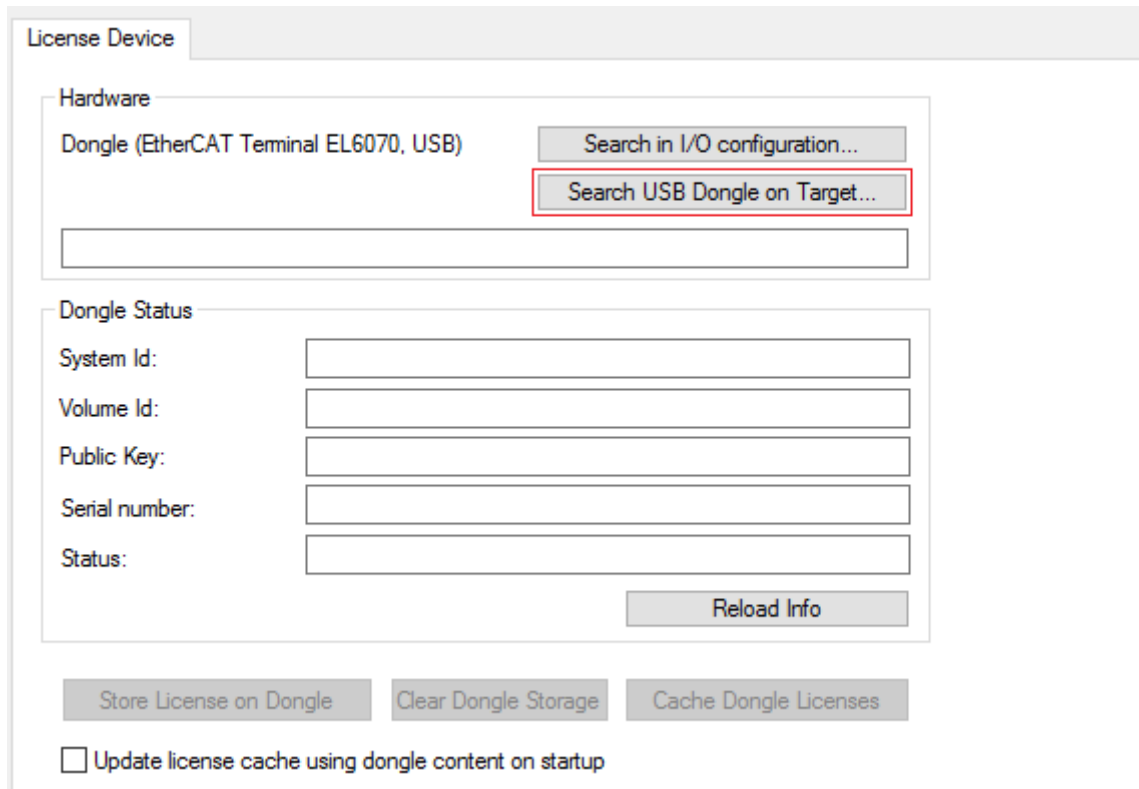 License Device
Hardware
Dongle (EtherCAT Terminal EL6070, USB)
Search in I/O configuration...
Search USB Dongle on Target...
Dongle Status
System Id:
Volume Id:
Public Key:
Serial number:
Status:
Reload Info
Store License on Dongle
Clear Dongle Storage
Cache Dongle Licenses
Update license cache using dongle content on startup